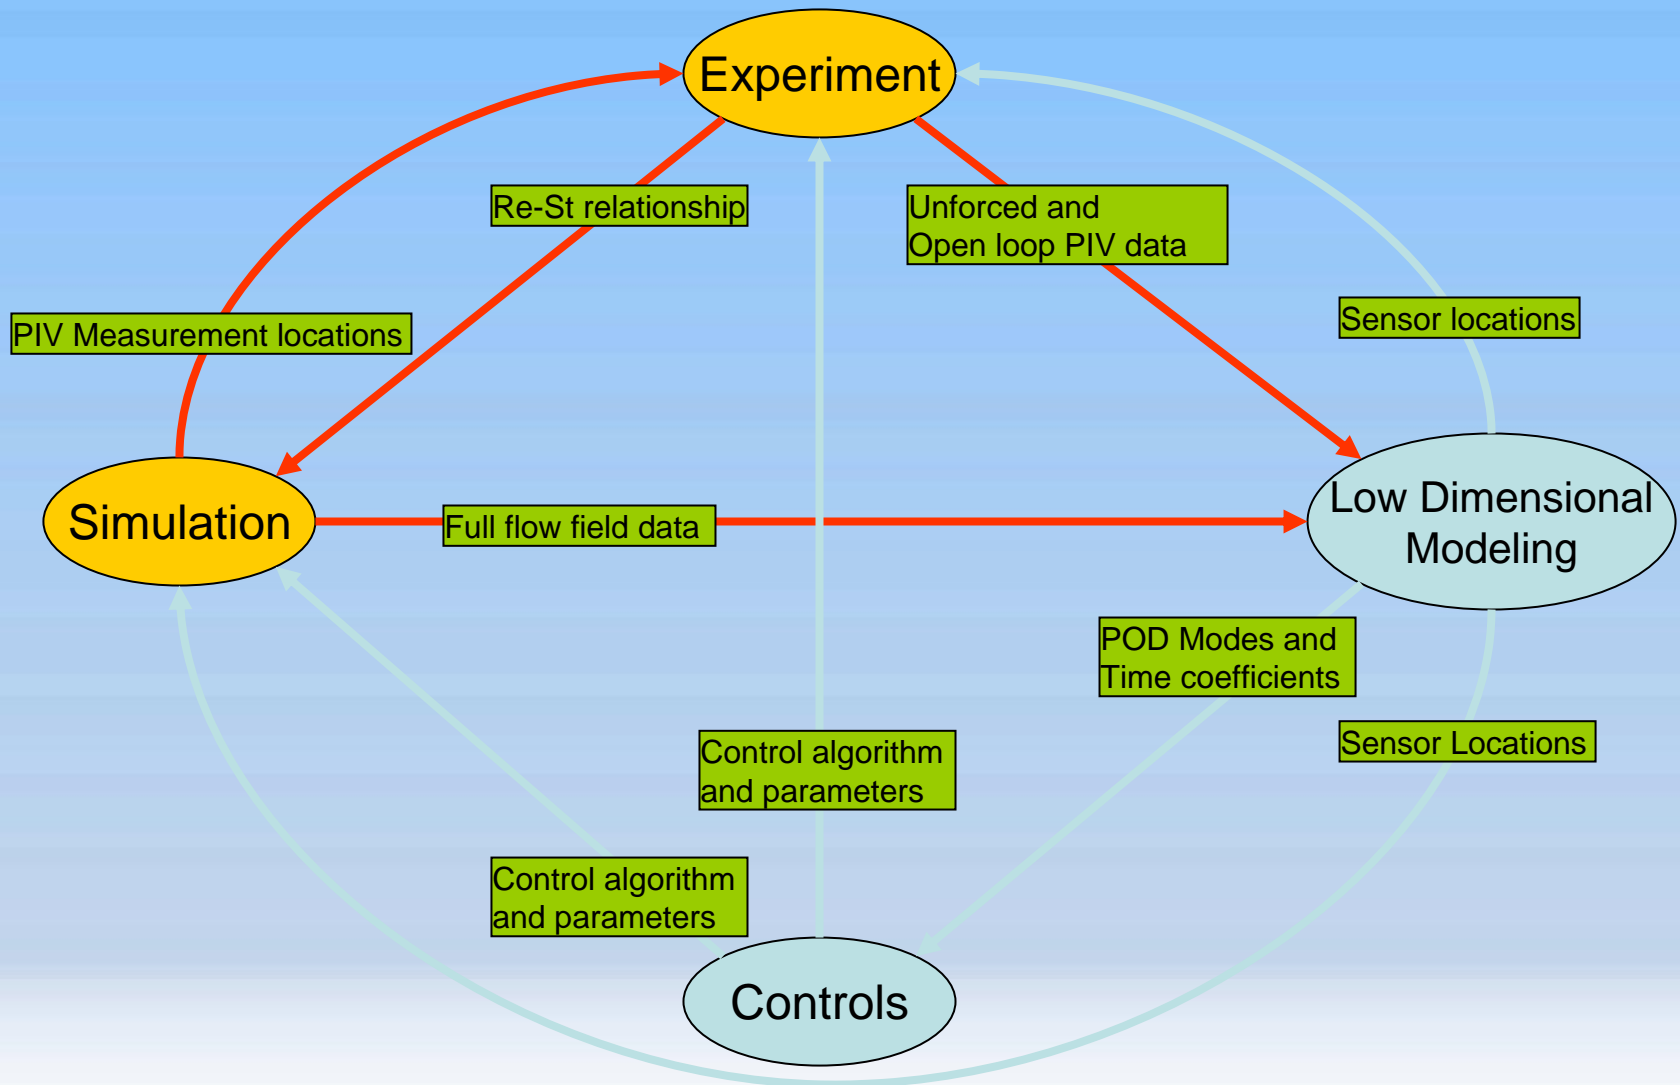 Experiment
Re-St relationship
Unforced and
Open loop PIV data
PIV Measurement locations
Sensor locations
Simulation
Full flow field data
Low Dimensional
Modeling
POD Modes and
Time coefficients
Control algorithm
and parameters
Sensor Locations
Control algorithm
and parameters
Controls